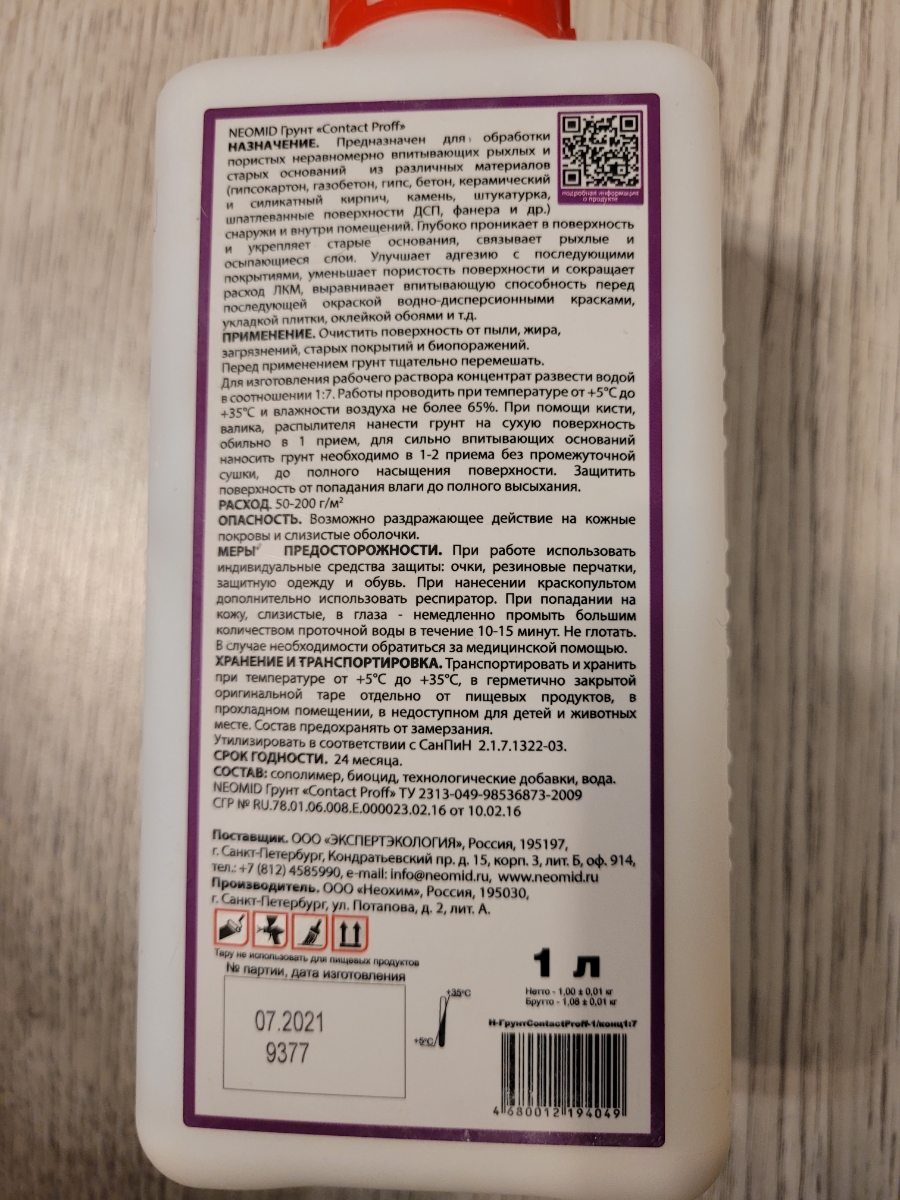 NEOMID Грунт «Contact Proff»
НАЗНАЧЕНИЕ. Предназначен для обработки
пористых неравномерно впитывающих рыхлых и
старых оснований из различных материалов
(гипсокартон, газобетон, гипс, бетон, керамический
и силикатный кирпич, камень, штукатурка,
шпатлеванные поверхности ДСП, фанера и др.)
снаружи и внутри помещений. Глубоко проникает в поверхность
и укрепляет старые основания, связывает рыхлые и
осыпающиеся слои. Улучшает адгезию с последующими
покрытиями, уменьшает пористость поверхности и сокращает
расход ЛКМ, выравнивает впитывающую способность перед
последующей окраской водно-дисперсионными красками,
укладкой плитки, оклейкой обоями и т.д.
подробная информация
о продукте
ПРИМЕНЕНИЕ. Очистить поверхность от пыли, жира,
загрязнений, старых покрытий и биопоражений.
Перед применением грунт тщательно перемешать.
Для изготовления рабочего раствора концентрат развести водой
в соотношении 1:7. Работы проводить при температуре от +5°С до
+35°С и влажности воздуха не более 65%. При помощи кисти,
валика, распылителя нанести грунт на сухую поверхность
обильно в 1 прием, для сильно впитывающих оснований
наносить грунт необходимо в 1-2 приема без промежуточной
сушки, до полного насыщения поверхности. Защитить
поверхность от попадания влаги до полного высыхания.
РАСХОД. 50-200 г/м²
ОПАСНОСТЬ. Возможно раздражающее действие на кожные
покровы и слизистые оболочки.
МЕРЫ ПРЕДОСТОРОЖНОСТИ. При работе использовать
индивидуальные средства защиты: очки, резиновые перчатки,
защитную одежду и обувь. При нанесении краскопультом
дополнительно использовать респиратор. При попадании на
кожу, слизистые, в глаза - немедленно промыть большим
количеством проточной воды в течение 10-15 минут. Не глотать.
В случае необходимости обратиться за медицинской помощью.
ХРАНЕНИЕ И ТРАНСПОРТИРОВКА. Транспортировать и хранить
при температуре от +5°С до +35°С, в герметично закрытой
оригинальной таре отдельно от пищевых продуктов, в
прохладном помещении, в недоступном для детей и животных
месте. Состав предохранять от замерзания.
Утилизировать в соответствии с СанПиН 2.1.7.1322-03.
СРОК ГОДНОСТИ. 24 месяца.
СОСТАВ: сополимер, биоцид, технологические добавки, вода.
NEOMID Грунт «Contact Proff» ТУ 2313-049-98536873-2009
СГР № RU.78.01.06.008.Е.000023.02.16 от 10.02.16
Поставщик. ООО «ЭКСПЕРТЭКОЛОГИЯ», Россия, 195197,
г. Санкт-Петербург, Кондратьевский пр. д. 15, корп. 3, лит. Б, оф. 914,
тел.: +7 (812) 4585990, e-mail: info@neomid.ru, www.neomid.ru
Производитель. ООО «Неохим», Россия, 195030,
г. Санкт-Петербург, ул. Потапова, д. 2, лит. А.
Тару не использовать для пищевых продуктов
№ партии, дата изготовления
07.2021
9377
+35°С
+5°С
1 л
Нетто - 1,00 ± 0,01 кг
Брутто - 1,08 ± 0,01 кг
Н-ГрунтContactProff-1/конц1:7
4 680012 194049